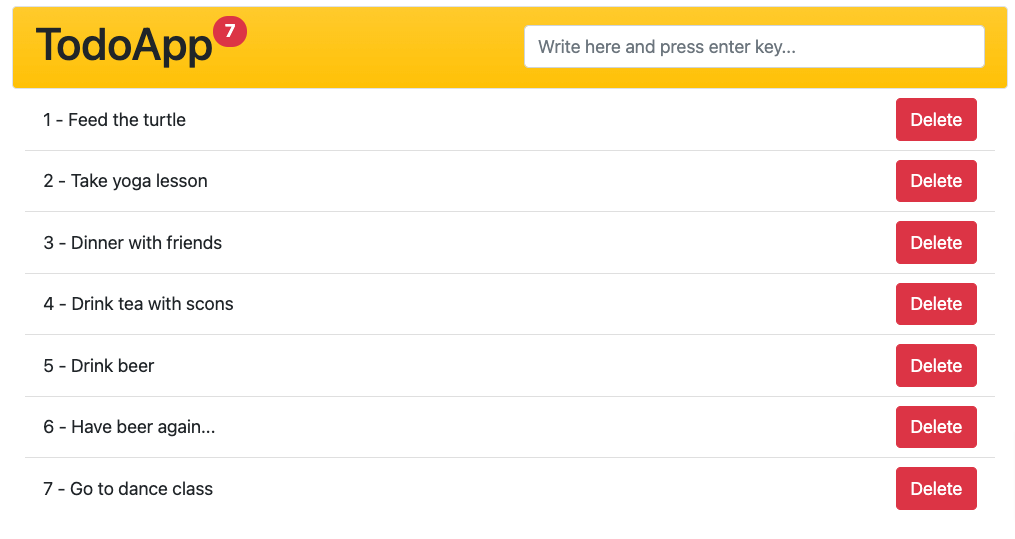 TodoApp 7 Write here and press enter key...
1 - Feed the turtle Delete
2 - Take yoga lesson Delete
3 - Dinner with friends Delete
4 - Drink tea with scons Delete
5 - Drink beer Delete
6 - Have beer again... Delete
7 - Go to dance class Delete